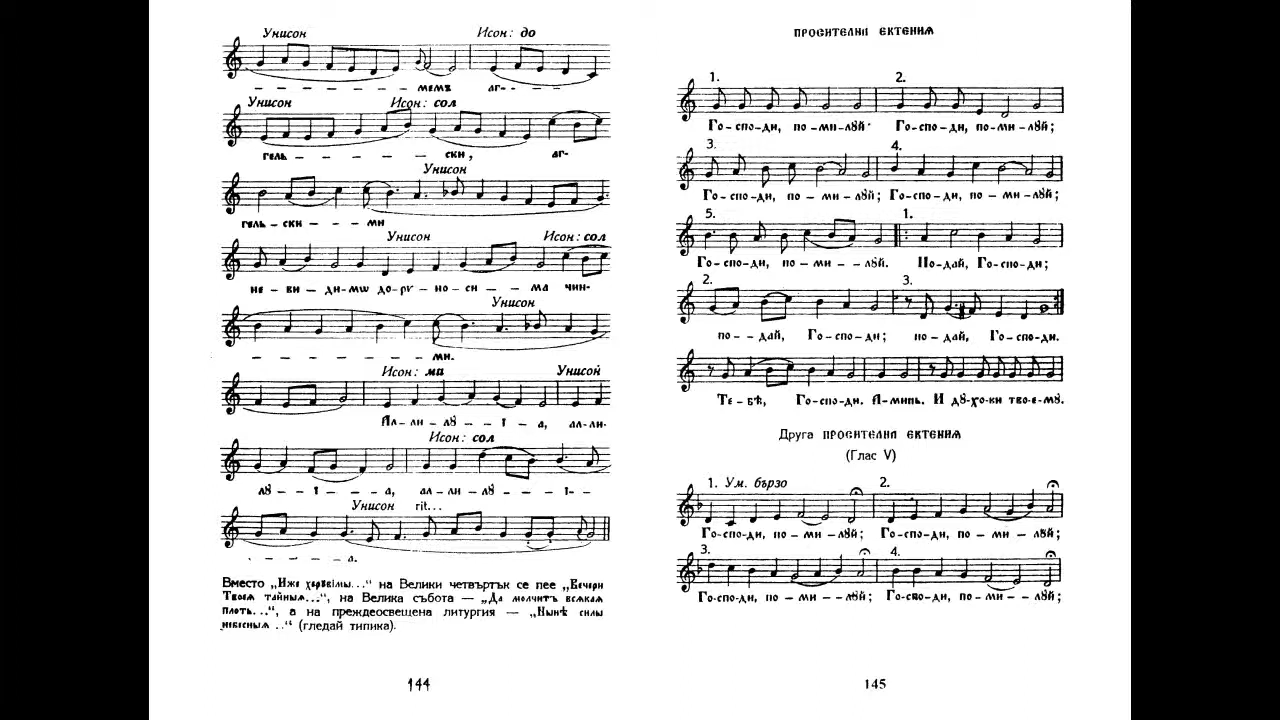 Унисон Исон: до
– – – – – – мемъ аг- – – –
Унисон Исон: сол
гель – – – – – ски, аг-
Унисон
гель – ски – – – ми
Унисон Исон: сол
не – ви – ди-мѡ до-рѵ – но-си – – ма чин-
Унисон
– – – – – – ми.
Исон: ми Унисон
Ал-ли – лꙋ – – і – а, ал-ли-
Исон: сол
лꙋ – – і – – а, ал-ли-лꙋ – – – і-
Унисон rit...
– – – – а.
Вместо „Иже херꙋвімы...“ на Велики четвъртък се пее „Вечери
Твоеѧ тайныѧ...“, на Велика събота — „Да молчитъ всѧкаѧ
плоть...“, а на преждеосвещена литургия — „Нынѣ силы
небесныѧ...“ (гледай типика).
144
ПРОСИТЕЛНА ЕКТЕНИѦ
1. 2.
Го-спо-ди, по-ми-лꙋй Го-спо-ди, по-ми-лꙋй;
3. 4.
Го-спо-ди, по – ми – лꙋй; Го-спо-ди, по – ми – лꙋй;
5. 1.
Го-спо-ди, по – ми – – лꙋй. По-дай, Го-спо-ди;
2. 3.
по – – дай, Го-спо-ди; по-дай, Го-спо-ди.
Те-бѣ, Го-спо-ди. А-минь. И дꙋ-хо-ви тво-е-мꙋ.
Друга ПРОСИТЕЛНА ЕКТЕНИѦ
(Глас V)
1. Ум. бързо 2.
Го-спо-ди, по – ми – лꙋй; Го-спо-ди, по – ми – лꙋй;
3. 4.
Го-спо-ди, по – ми – – лꙋй; Го-спо-ди, по – ми – – лꙋй;
145